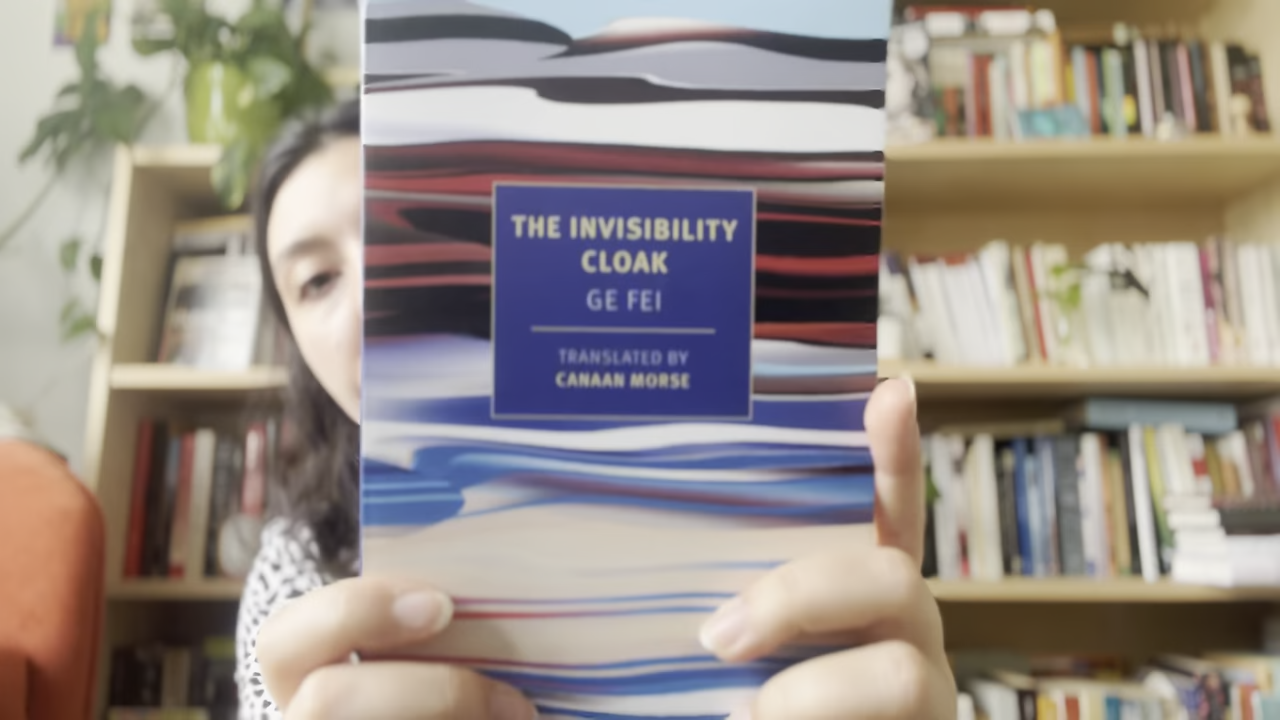 THE INVISIBILITY
CLOAK
GE FEI
TRANSLATED BY
CANAAN MORSE